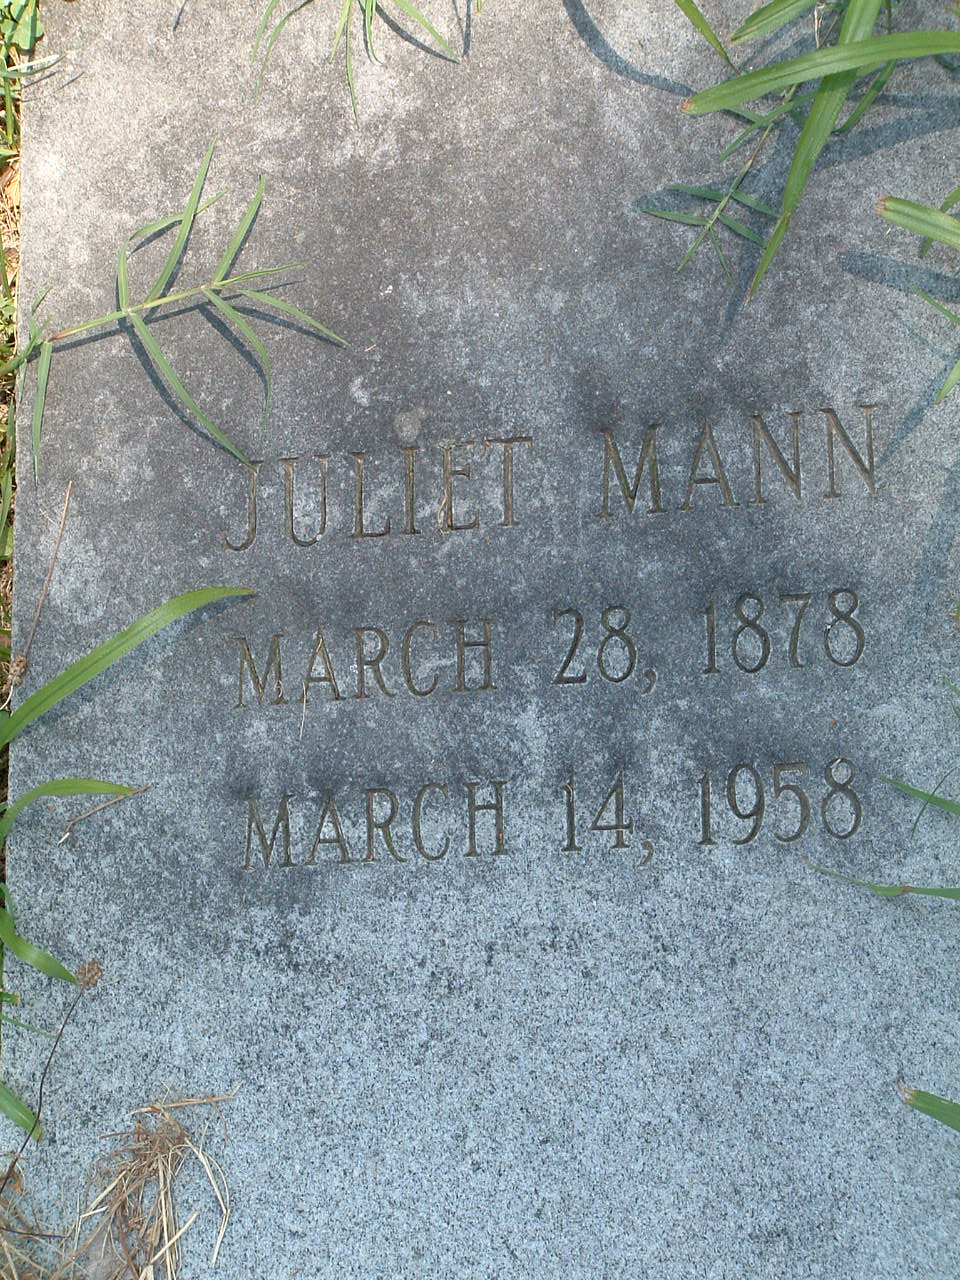 JULIET MANN
MARCH 28, 1878
MARCH 14, 1958